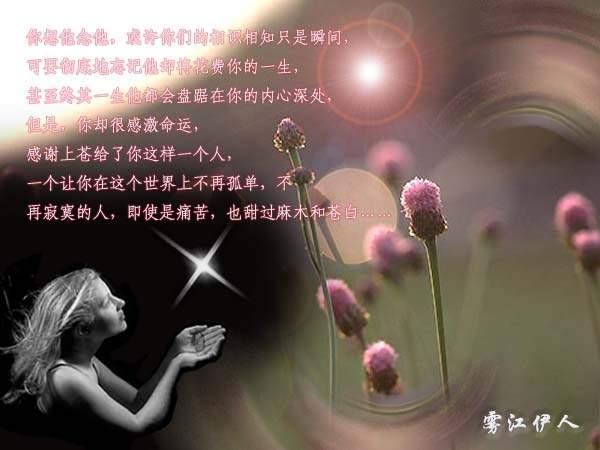 你想他念他，或许你们的相识相知只是瞬间，
可要彻底地忘记他却将花费你的一生，
甚至终其一生他都会盘踞在你的内心深处，
但是，你却很感激命运，
感谢上苍给了你这样一个人，
一个让你在这个世界上不再孤单，不
再寂寞的人，即使是痛苦，也甜过麻木和苍白……
雾江伊人